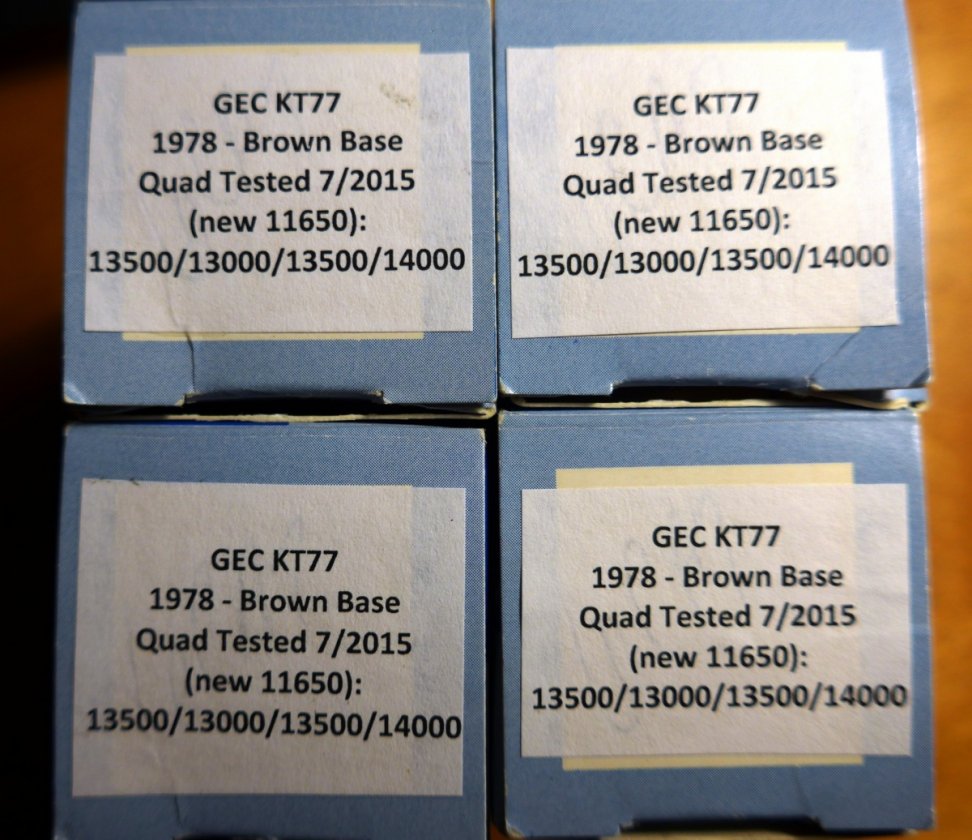 GEC KT77
1978 - Brown Base
Quad Tested 7/2015
(new 11650):
13500/13000/13500/14000
GEC KT77
1978 - Brown Base
Quad Tested 7/2015
(new 11650):
13500/13000/13500/14000
GEC KT77
1978 - Brown Base
Quad Tested 7/2015
(new 11650):
13500/13000/13500/14000
GEC KT77
1978 - Brown Base
Quad Tested 7/2015
(new 11650):
13500/13000/13500/14000